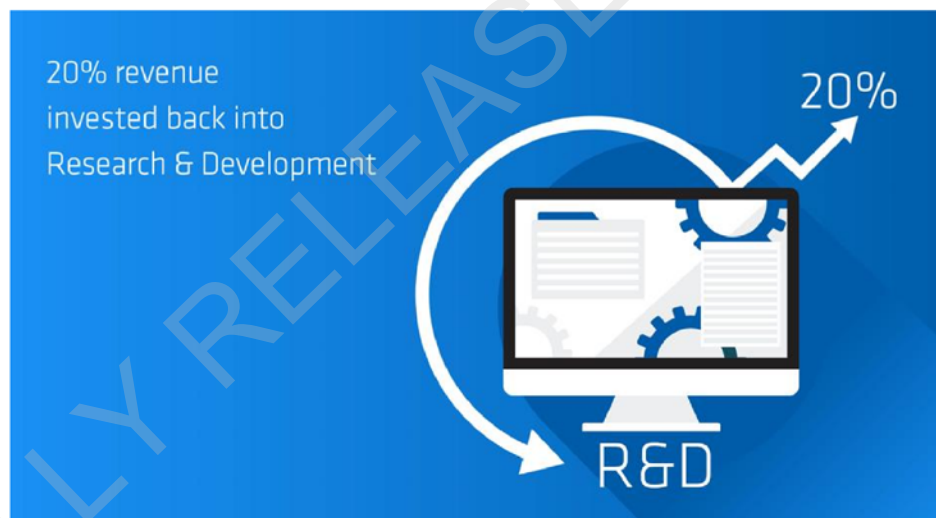 20% revenue
invested back into
Research & Development
20%
R&D
LY RELEASE